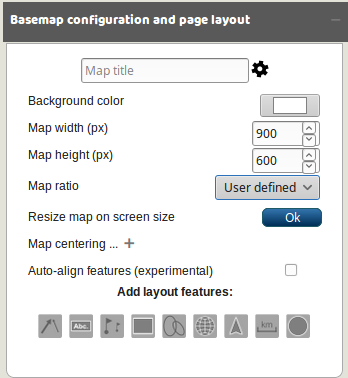 Basemap configuration and page layout
Map title
Background color
Map width (px) 900
Map height (px) 600
Map ratio User defined
Resize map on screen size Ok
Map centering ... +
Auto-align features (experimental)
Add layout features:
Abc. km